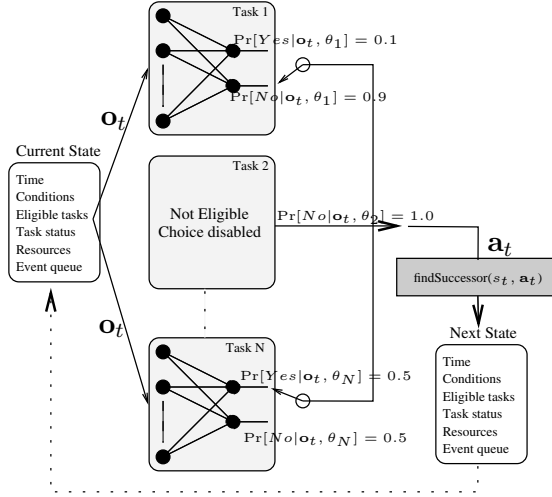 Task 1
Pr[Yes|o_t, θ_1] = 0.1
Pr[No|o_t, θ_1] = 0.9
o_t
Current State
Time
Conditions
Eligible tasks
Task status
Resources
Event queue
Task 2
Not Eligible
Choice disabled
Pr[No|o_t, θ_2] = 1.0
a_t
findSuccessor(s_t, a_t)
o_t
Task N
Pr[Yes|o_t, θ_N] = 0.5
Pr[No|o_t, θ_N] = 0.5
Next State
Time
Conditions
Eligible tasks
Task status
Resources
Event queue